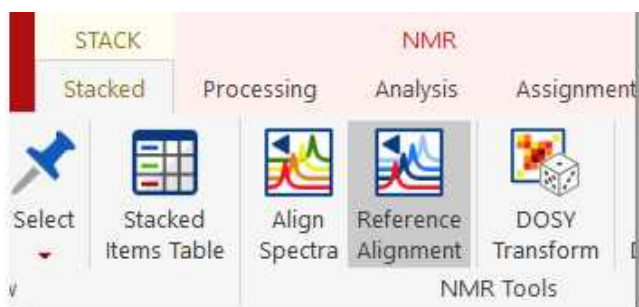 STACK NMR
Stacked Processing Analysis Assignment
Select Stacked Items Table Align Spectra Reference Alignment DOSY Transform
NMR Tools